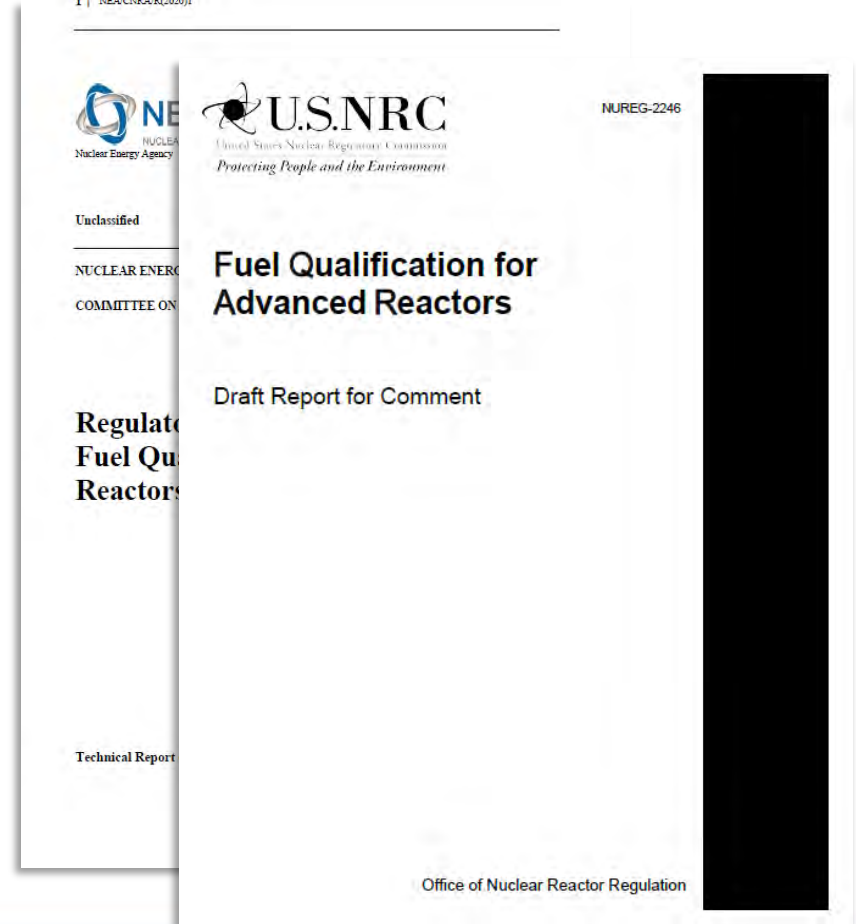 1 | NEA/CNRA/R(2020)1
NE
NUCLEA
Nuclear Energy Agency
Unclassified
NUCLEAR ENERG
COMMITTEE ON
Regulato
Fuel Qu
Reactors
Technical Report
U.S.NRC
United States Nuclear Regulatory Commission
Protecting People and the Environment
NUREG-2246
Fuel Qualification for
Advanced Reactors
Draft Report for Comment
Office of Nuclear Reactor Regulation